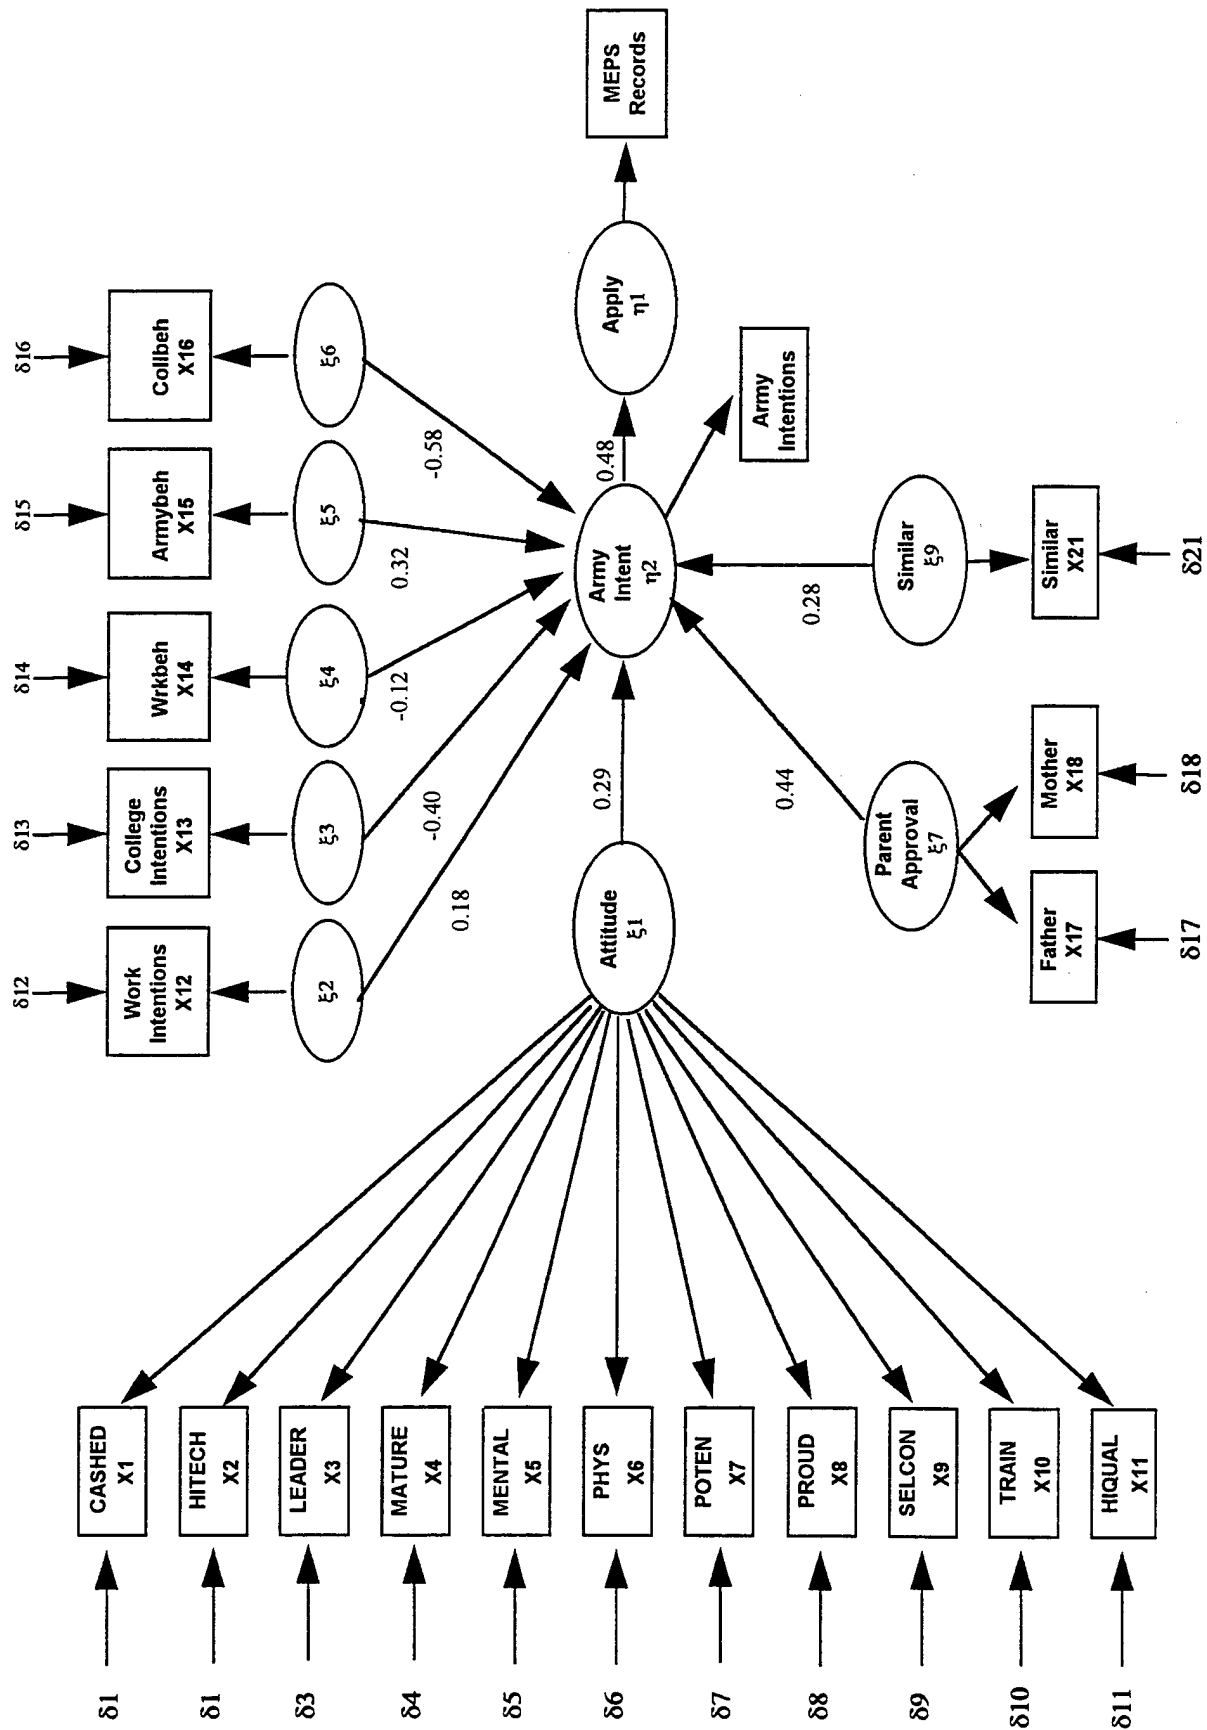 δ1
CASHED
X1
δ1
HITECH
X2
δ3
LEADER
X3
δ4
MATURE
X4
δ5
MENTAL
X5
δ6
PHYS
X6
δ7
POTEN
X7
δ8
PROUD
X8
δ9
SELCON
X9
δ10
TRAIN
X10
δ11
HIQUAL
X11
Attitude
ξ1
0.29
δ12
Work
Intentions
X12
ξ2
0.18
δ13
College
Intentions
X13
ξ3
-0.40
δ14
Wrkbeh
X14
ξ4
-0.12
δ15
Armybeh
X15
ξ5
0.32
δ16
Collbeh
X16
ξ6
-0.58
Army
Intent
η2
0.48
Apply
η1
MEPS
Records
Army
Intentions
Parent
Approval
ξ7
0.44
Father
X17
δ17
Mother
X18
δ18
Similar
ξ9
0.28
Similar
X21
δ21